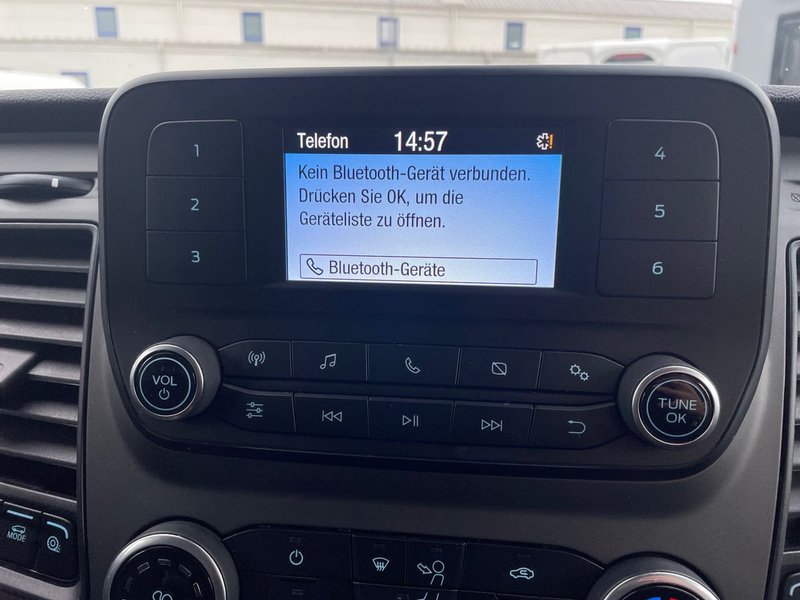 Telefon 14:57
Kein Bluetooth-Gerät verbunden.
Drücken Sie OK, um die
Geräteliste zu öffnen.
Bluetooth-Geräte
1
2
3
4
5
6
VOL
TUNE
OK
MODE